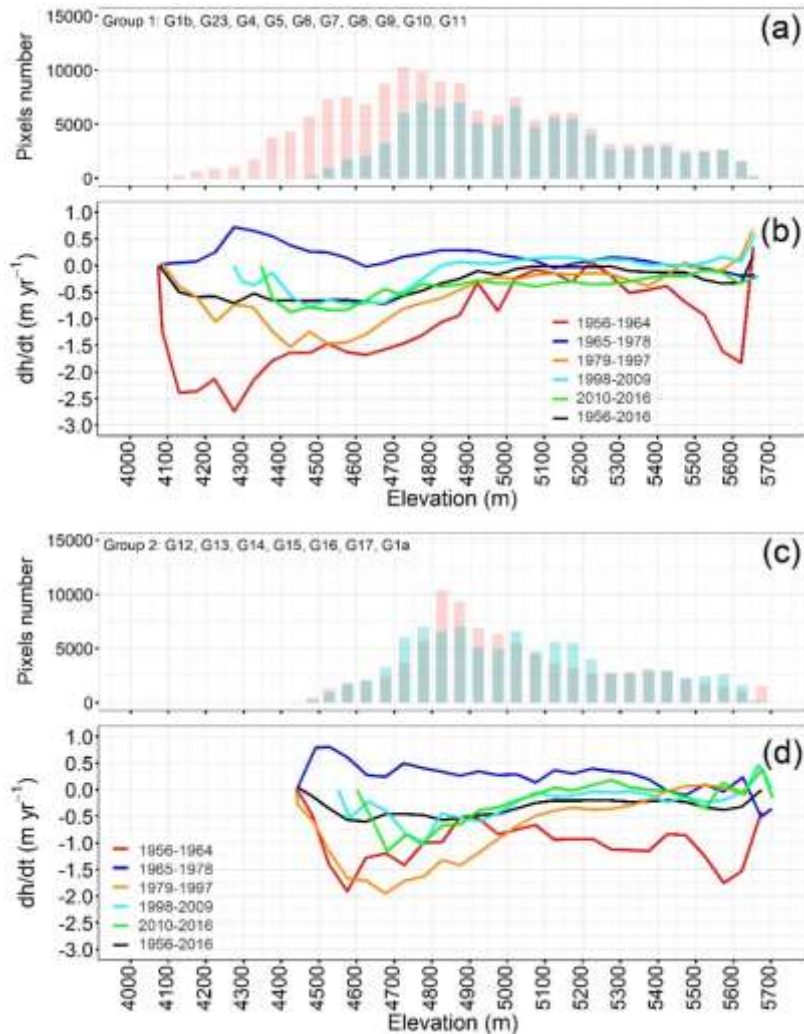 Group 1: G1b, G23, G4, G5, G6, G7, G8, G9, G10, G11
(a)
15000
10000
5000
0
Pixels number
(b)
1.0
0.5
0.0
-0.5
-1.0
-1.5
-2.0
-2.5
-3.0
dh/dt (m yr⁻¹)
1956-1964
1965-1978
1979-1997
1998-2009
2010-2016
1956-2016
4000 4100 4200 4300 4400 4500 4600 4700 4800 4900 5000 5100 5200 5300 5400 5500 5600 5700
Elevation (m)
Group 2: G12, G13, G14, G15, G16, G17, G1a
(c)
15000
10000
5000
0
Pixels number
(d)
1.0
0.5
0.0
-0.5
-1.0
-1.5
-2.0
-2.5
-3.0
dh/dt (m yr⁻¹)
1956-1964
1965-1978
1979-1997
1998-2009
2010-2016
1956-2016
4000 4100 4200 4300 4400 4500 4600 4700 4800 4900 5000 5100 5200 5300 5400 5500 5600 5700
Elevation (m)